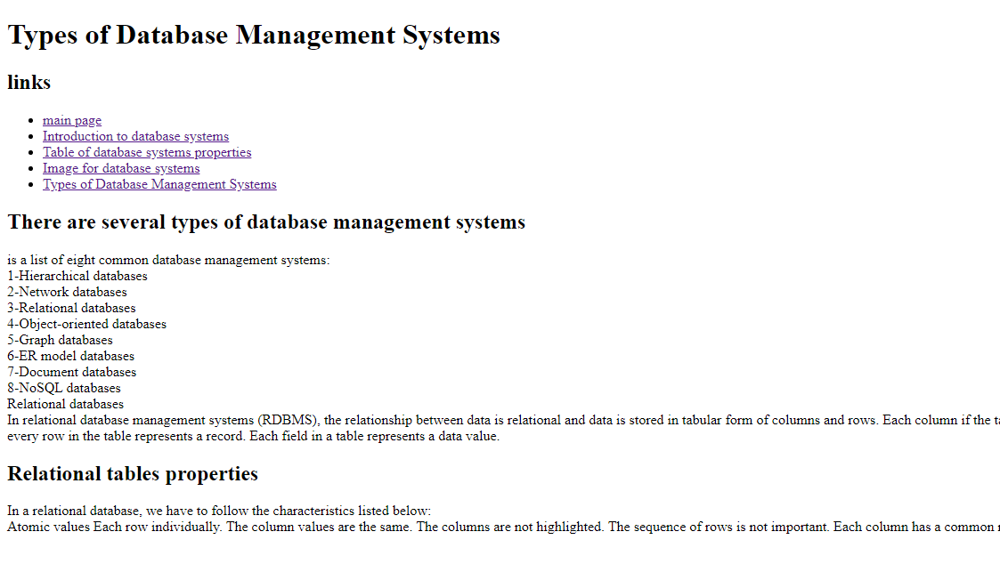 Types of Database Management Systems
links
main page
Introduction to database systems
Table of database systems properties
Image for database systems
Types of Database Management Systems
There are several types of database management systems
is a list of eight common database management systems:
1-Hierarchical databases
2-Network databases
3-Relational databases
4-Object-oriented databases
5-Graph databases
6-ER model databases
7-Document databases
8-NoSQL databases
Relational databases
In relational database management systems (RDBMS), the relationship between data is relational and data is stored in tabular form of columns and rows. Each column if the
every row in the table represents a record. Each field in a table represents a data value.
Relational tables properties
In a relational database, we have to follow the characteristics listed below:
Atomic values Each row individually. The column values are the same. The columns are not highlighted. The sequence of rows is not important. Each column has a common